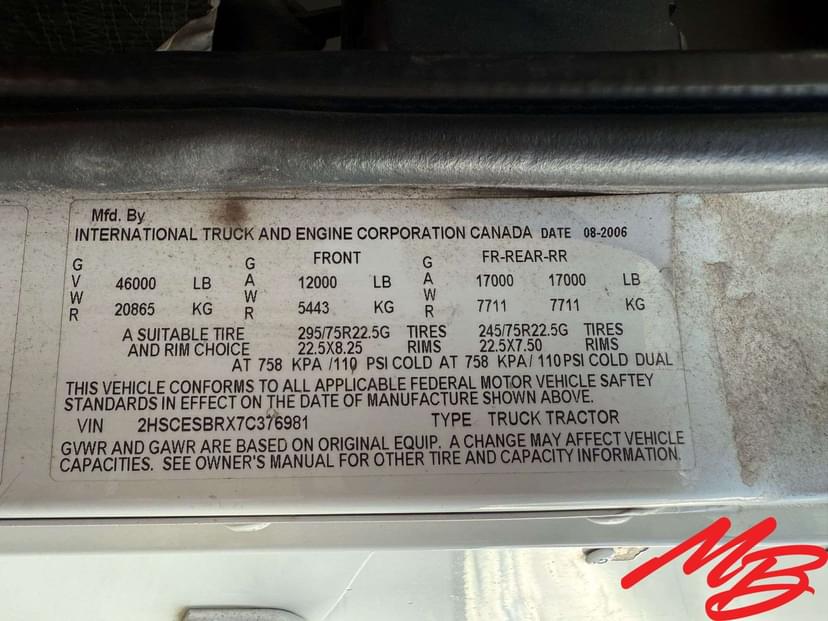 Mfd. By
INTERNATIONAL TRUCK AND ENGINE CORPORATION CANADA DATE 08-2006
GVWR 46000 LB GAWR FRONT 12000 LB GAWR FR-REAR-RR 17000 17000 LB
20865 KG 5443 KG 7711 7711 KG
A SUITABLE TIRE 295/75R22.5G TIRES 245/75R22.5G TIRES
AND RIM CHOICE 22.5X8.25 RIMS 22.5X7.50 RIMS
AT 758 KPA /110 PSI COLD AT 758 KPA/ 110 PSI COLD DUAL
THIS VEHICLE CONFORMS TO ALL APPLICABLE FEDERAL MOTOR VEHICLE SAFTEY
STANDARDS IN EFFECT ON THE DATE OF MANUFACTURE SHOWN ABOVE.
VIN 2HSCESBRX7C376981 TYPE TRUCK TRACTOR
GVWR AND GAWR ARE BASED ON ORIGINAL EQUIP. A CHANGE MAY AFFECT VEHICLE
CAPACITIES. SEE OWNER'S MANUAL FOR OTHER TIRE AND CAPACITY INFORMATION.
MB